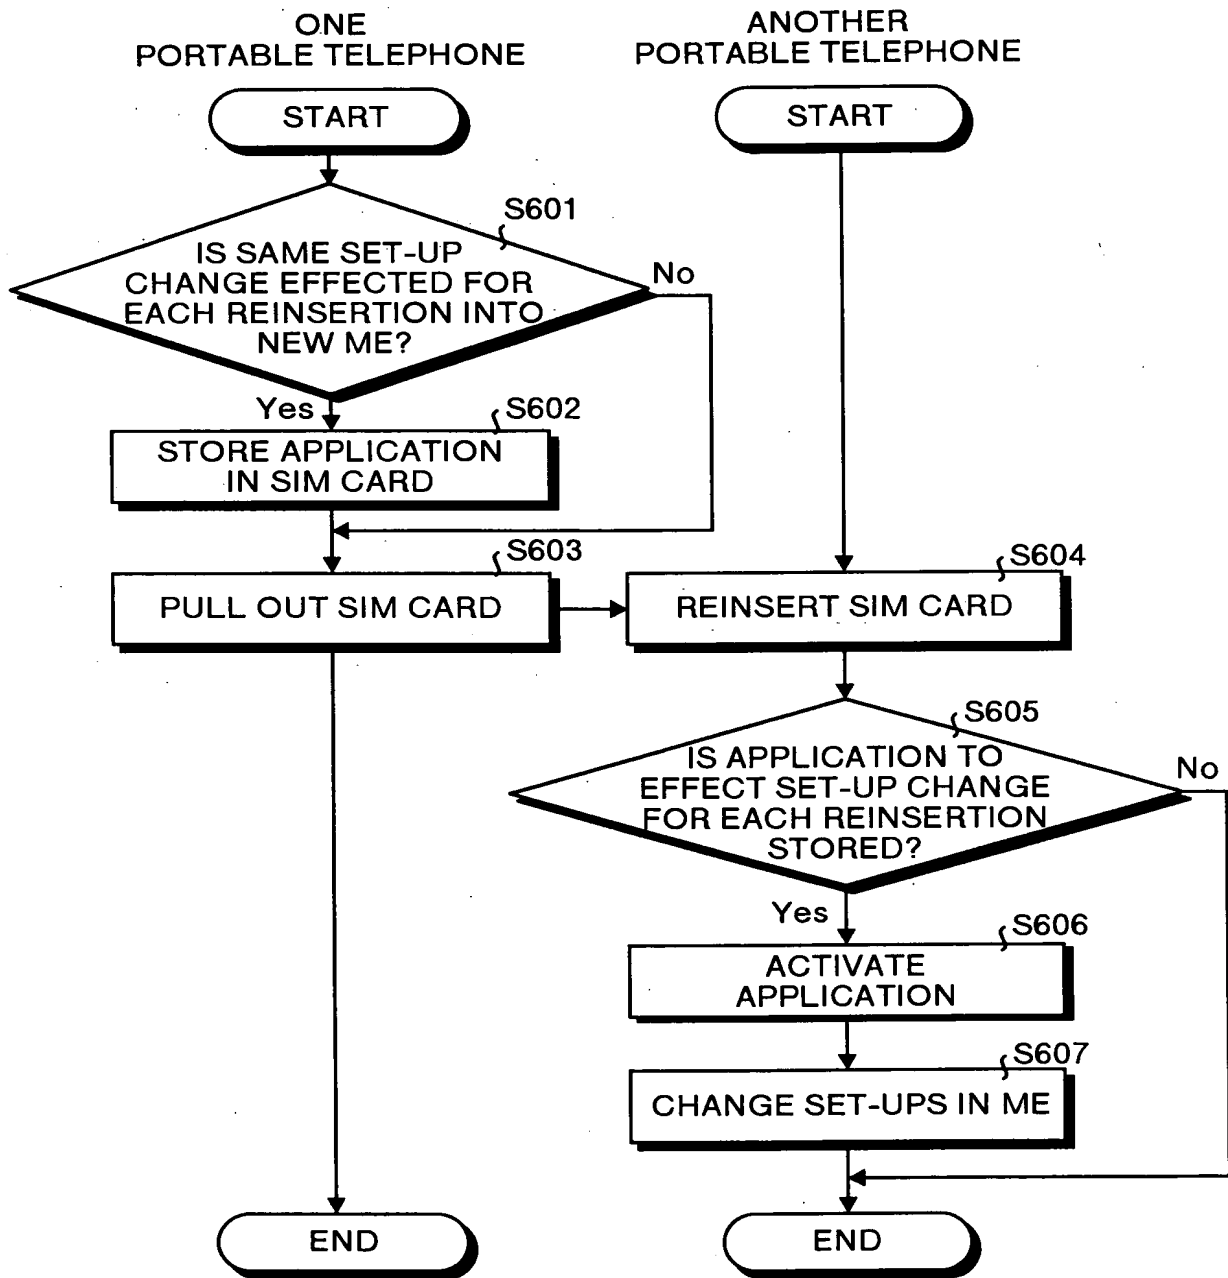 ONE
PORTABLE TELEPHONE
START
S601
IS SAME SET-UP
CHANGE EFFECTED FOR
EACH REINSERTION INTO
NEW ME?
No
Yes
S602
STORE APPLICATION
IN SIM CARD
S603
PULL OUT SIM CARD
END
ANOTHER
PORTABLE TELEPHONE
START
S604
REINSERT SIM CARD
S605
IS APPLICATION TO
EFFECT SET-UP CHANGE
FOR EACH REINSERTION
STORED?
No
Yes
S606
ACTIVATE
APPLICATION
S607
CHANGE SET-UPS IN ME
END